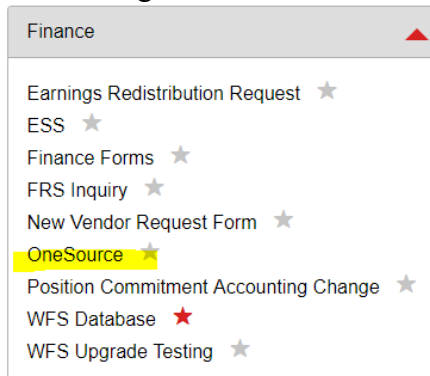 Finance
Earnings Redistribution Request
ESS
Finance Forms
FRS Inquiry
New Vendor Request Form
OneSource
Position Commitment Accounting Change
WFS Database
WFS Upgrade Testing